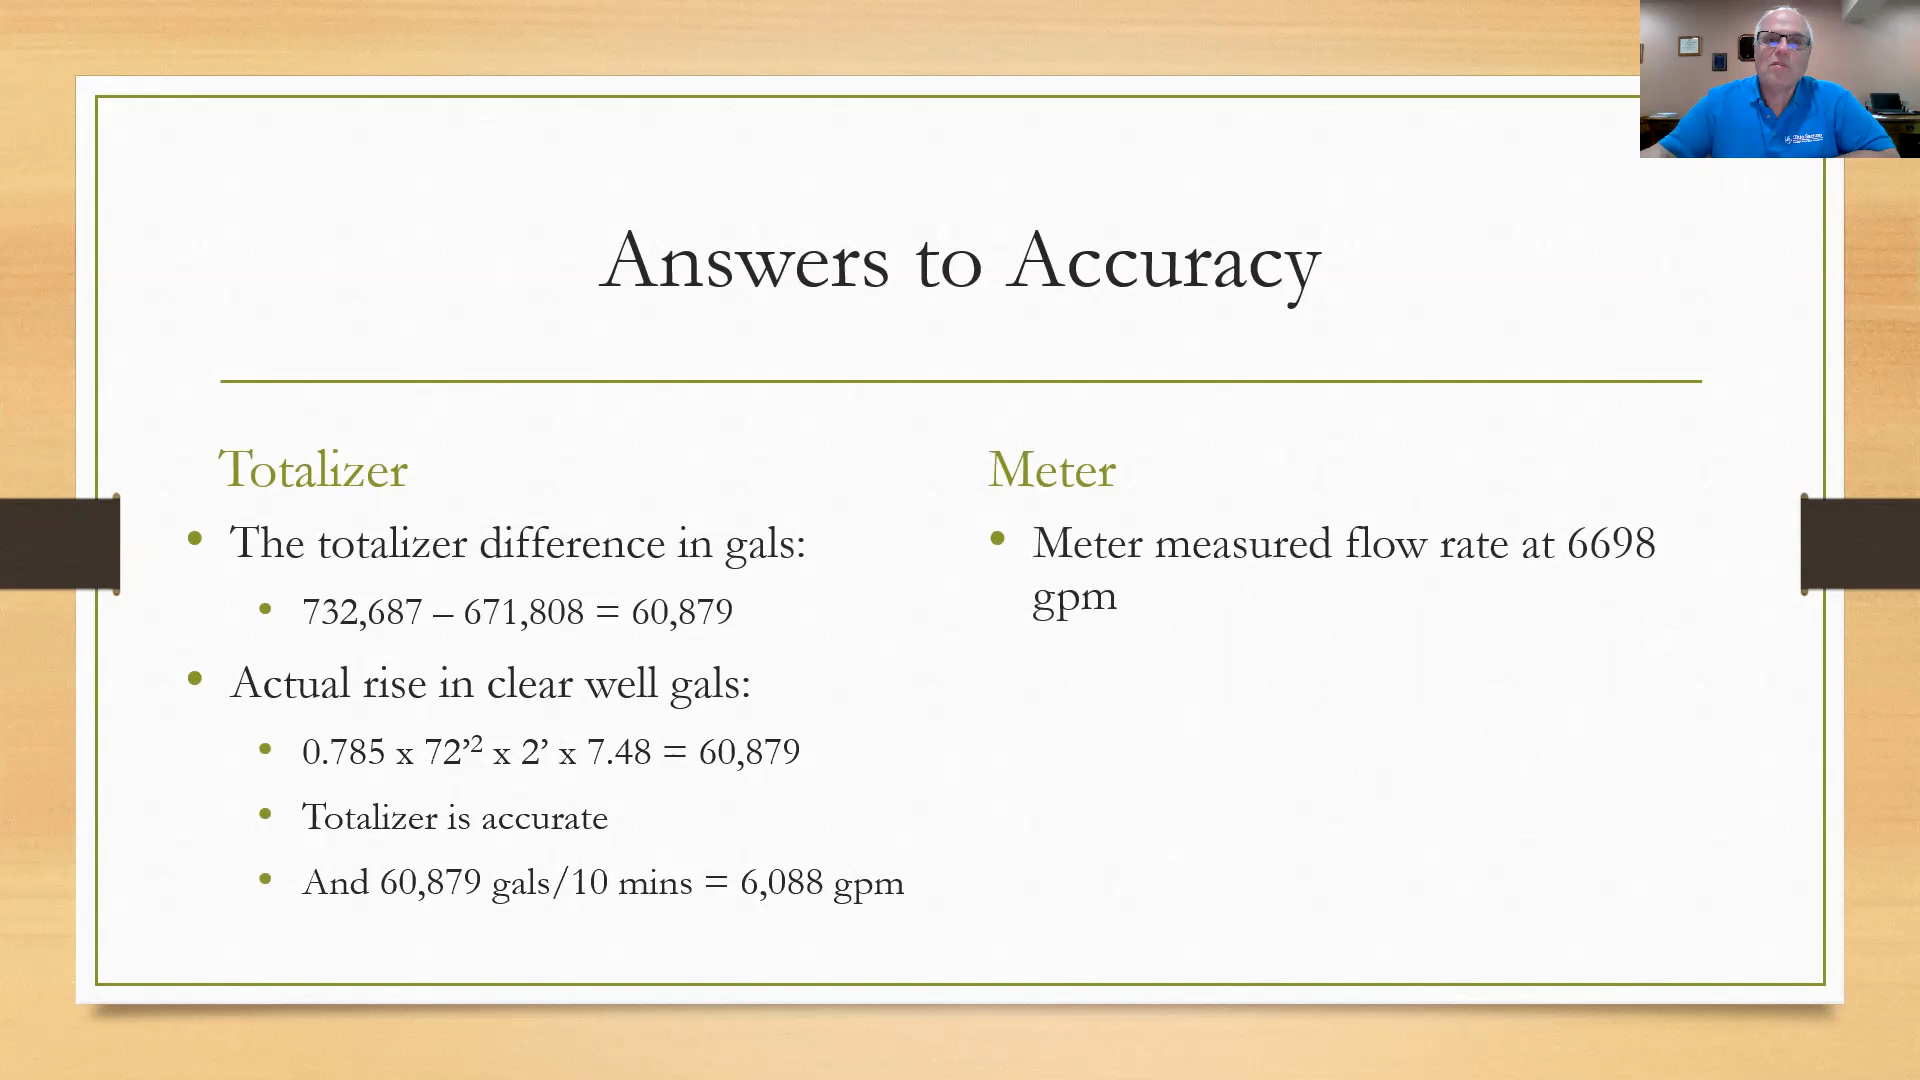 Answers to Accuracy
Totalizer
• The totalizer difference in gals:
• 732,687 – 671,808 = 60,879
• Actual rise in clear well gals:
• 0.785 x 72’² x 2’ x 7.48 = 60,879
• Totalizer is accurate
• And 60,879 gals/10 mins = 6,088 gpm
Meter
• Meter measured flow rate at 6698
gpm